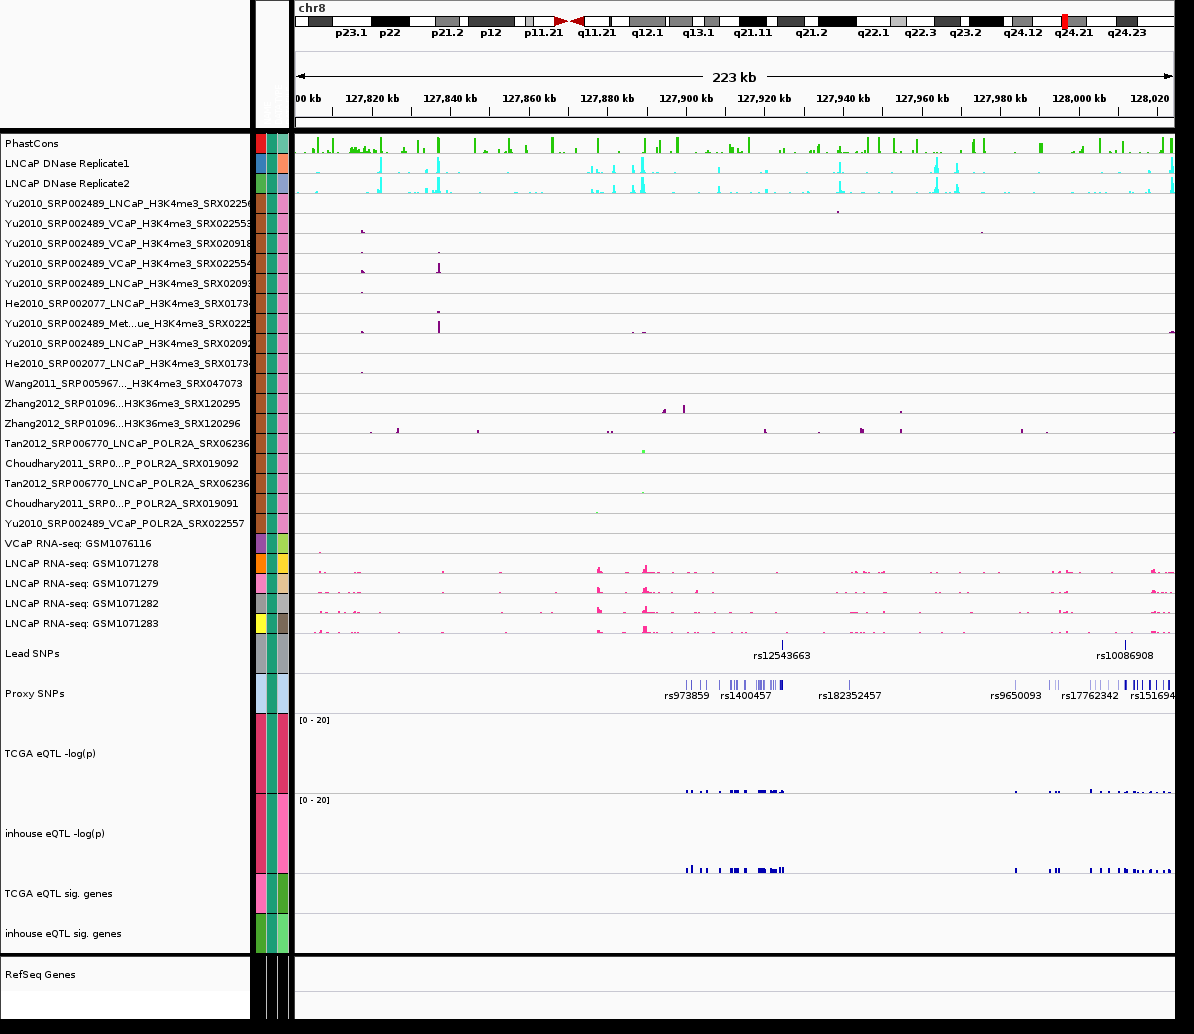 chr8
p23.1 p22 p21.2 p12 p11.21 q11.21 q12.1 q13.1 q21.11 q21.2 q22.1 q22.3 q23.2 q24.12 q24.21 q24.23
223 kb
00 kb 127,820 kb 127,840 kb 127,860 kb 127,880 kb 127,900 kb 127,920 kb 127,940 kb 127,960 kb 127,980 kb 128,000 kb 128,020
PhastCons
LNCaP DNase Replicate1
LNCaP DNase Replicate2
Yu2010_SRP002489_LNCaP_H3K4me3_SRX02256
Yu2010_SRP002489_VCaP_H3K4me3_SRX022553
Yu2010_SRP002489_VCaP_H3K4me3_SRX020918
Yu2010_SRP002489_VCaP_H3K4me3_SRX022554
Yu2010_SRP002489_LNCaP_H3K4me3_SRX02093
He2010_SRP002077_LNCaP_H3K4me3_SRX0173
Yu2010_SRP002489_Met...ue_H3K4me3_SRX0225
Yu2010_SRP002489_LNCaP_H3K4me3_SRX02092
He2010_SRP002077_LNCaP_H3K4me3_SRX0173
Wang2011_SRP005967..._H3K4me3_SRX047073
Zhang2012_SRP01096...H3K36me3_SRX120295
Zhang2012_SRP01096...H3K36me3_SRX120296
Tan2012_SRP006770_LNCaP_POLR2A_SRX06236
Choudhary2011_SRP0...P_POLR2A_SRX019092
Tan2012_SRP006770_LNCaP_POLR2A_SRX06236
Choudhary2011_SRP0...P_POLR2A_SRX019091
Yu2010_SRP002489_VCaP_POLR2A_SRX022557
VCaP RNA-seq: GSM1076116
LNCaP RNA-seq: GSM1071278
LNCaP RNA-seq: GSM1071279
LNCaP RNA-seq: GSM1071282
LNCaP RNA-seq: GSM1071283
Lead SNPs
rs12543663 rs10086908
Proxy SNPs
rs973859 rs1400457 rs182352457 rs9650093 rs17762342 rs151694
[0 - 20]
TCGA eQTL -log(p)
[0 - 20]
inhouse eQTL -log(p)
TCGA eQTL sig. genes
inhouse eQTL sig. genes
RefSeq Genes